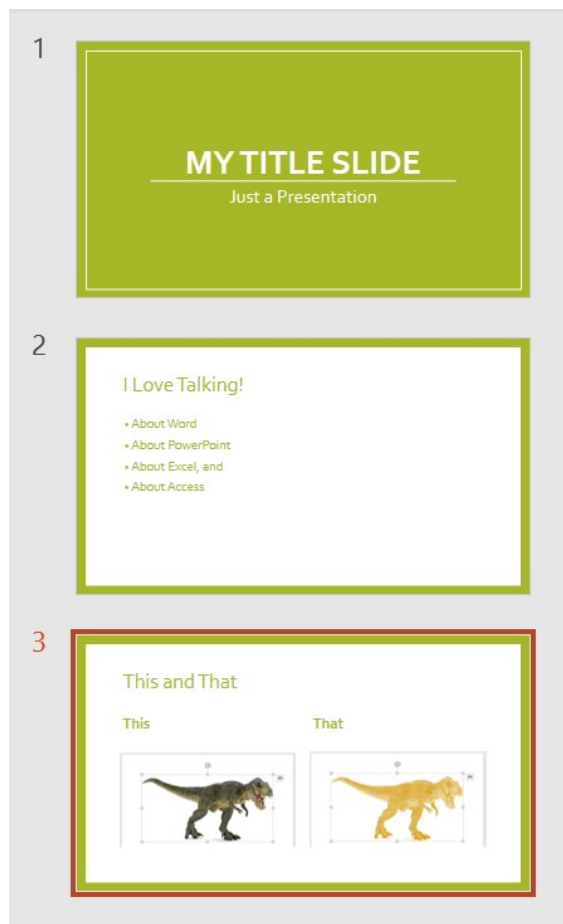 1
MY TITLE SLIDE
Just a Presentation
2
I Love Talking!
• About Word
• About PowerPoint
• About Excel, and
• About Access
3
This and That
This That